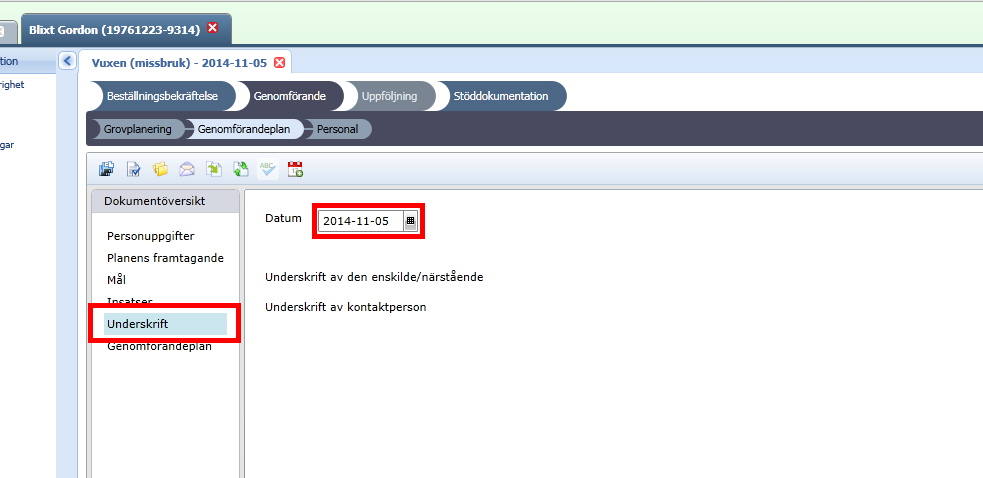 Blixt Gordon (19761223-9314)
tion
Vuxen (missbruk) - 2014-11-05
righet
Beställningsbekräftelse
Genomförande
Uppföljning
Stöddokumentation
Grovplanering
Genomförandeplan
Personal
gar
ABC
Dokumentöversikt
Datum
2014-11-05
Personuppgifter
Planens framtagande
Mål
Insatser
Underskrift
Genomförandeplan
Underskrift av den enskilde/närstående
Underskrift av kontaktperson